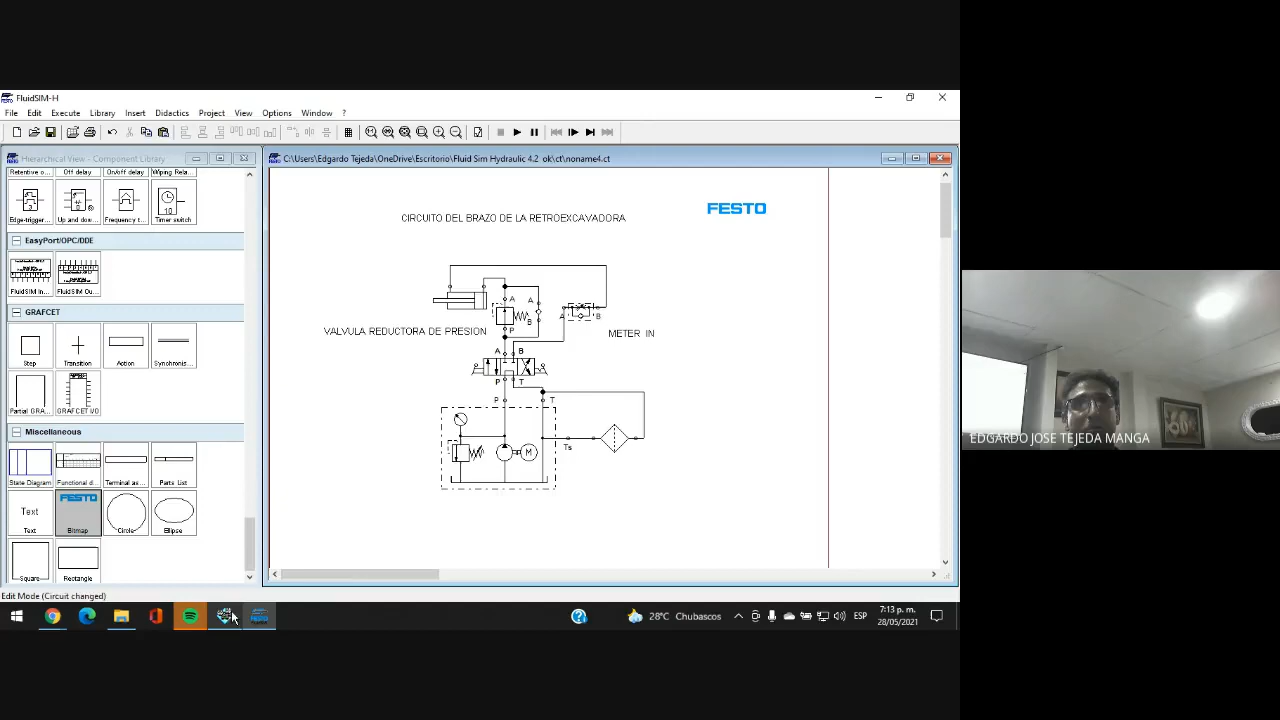 FluidSIM-H
File Edit Execute Library Insert Didactics Project View Options Window ?
Hierarchical View - Component Library
C:\Users\Edgardo Tejeda\OneDrive\Escritorio\Fluid Sim Hydraulic 4.2 ok\ct\noname4.ct
Retentive o... Off delay On/off delay Wiping Rela...
Edge-trigger... Up and dow... Frequency t... Timer switch
EasyPort/OPC/DDE
FluidSIM In... FluidSIM Ou...
GRAFCET
Step Transition Action Synchronis...
Partial GRA... GRAFCET I/O
Miscellaneous
State Diagram Functional d... Terminal as... Parts List
Text
FESTO
Text Bitmap Circle Ellipse
Square Rectangle
CIRCUITO DEL BRAZO DE LA RETROEXCAVADORA
FESTO
A A
A B
B
P
VALVULA REDUCTORA DE PRESION
METER IN
A B
P T
P T
M
Ts
EDGARDO JOSE TEJEDA MANGA
Edit Mode (Circuit changed)
28°C Chubascos
ESP
7:13 p. m.
28/05/2021